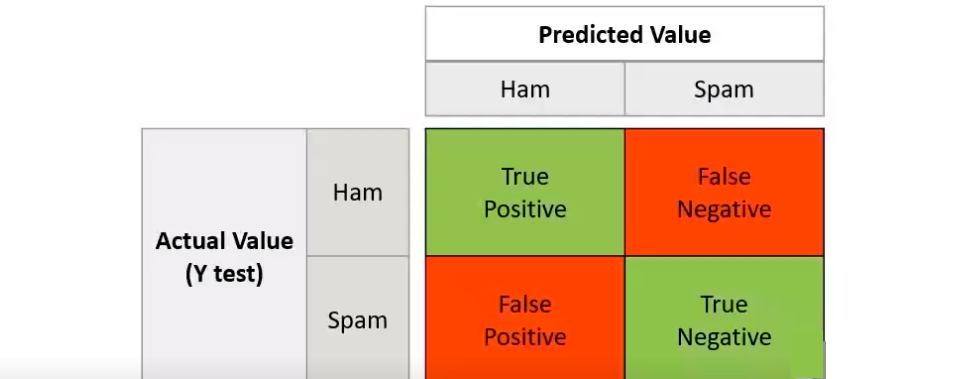 Predicted Value
Ham
Spam
Actual Value
(Y test)
Ham
True
Positive
False
Negative
Spam
False
Positive
True
Negative